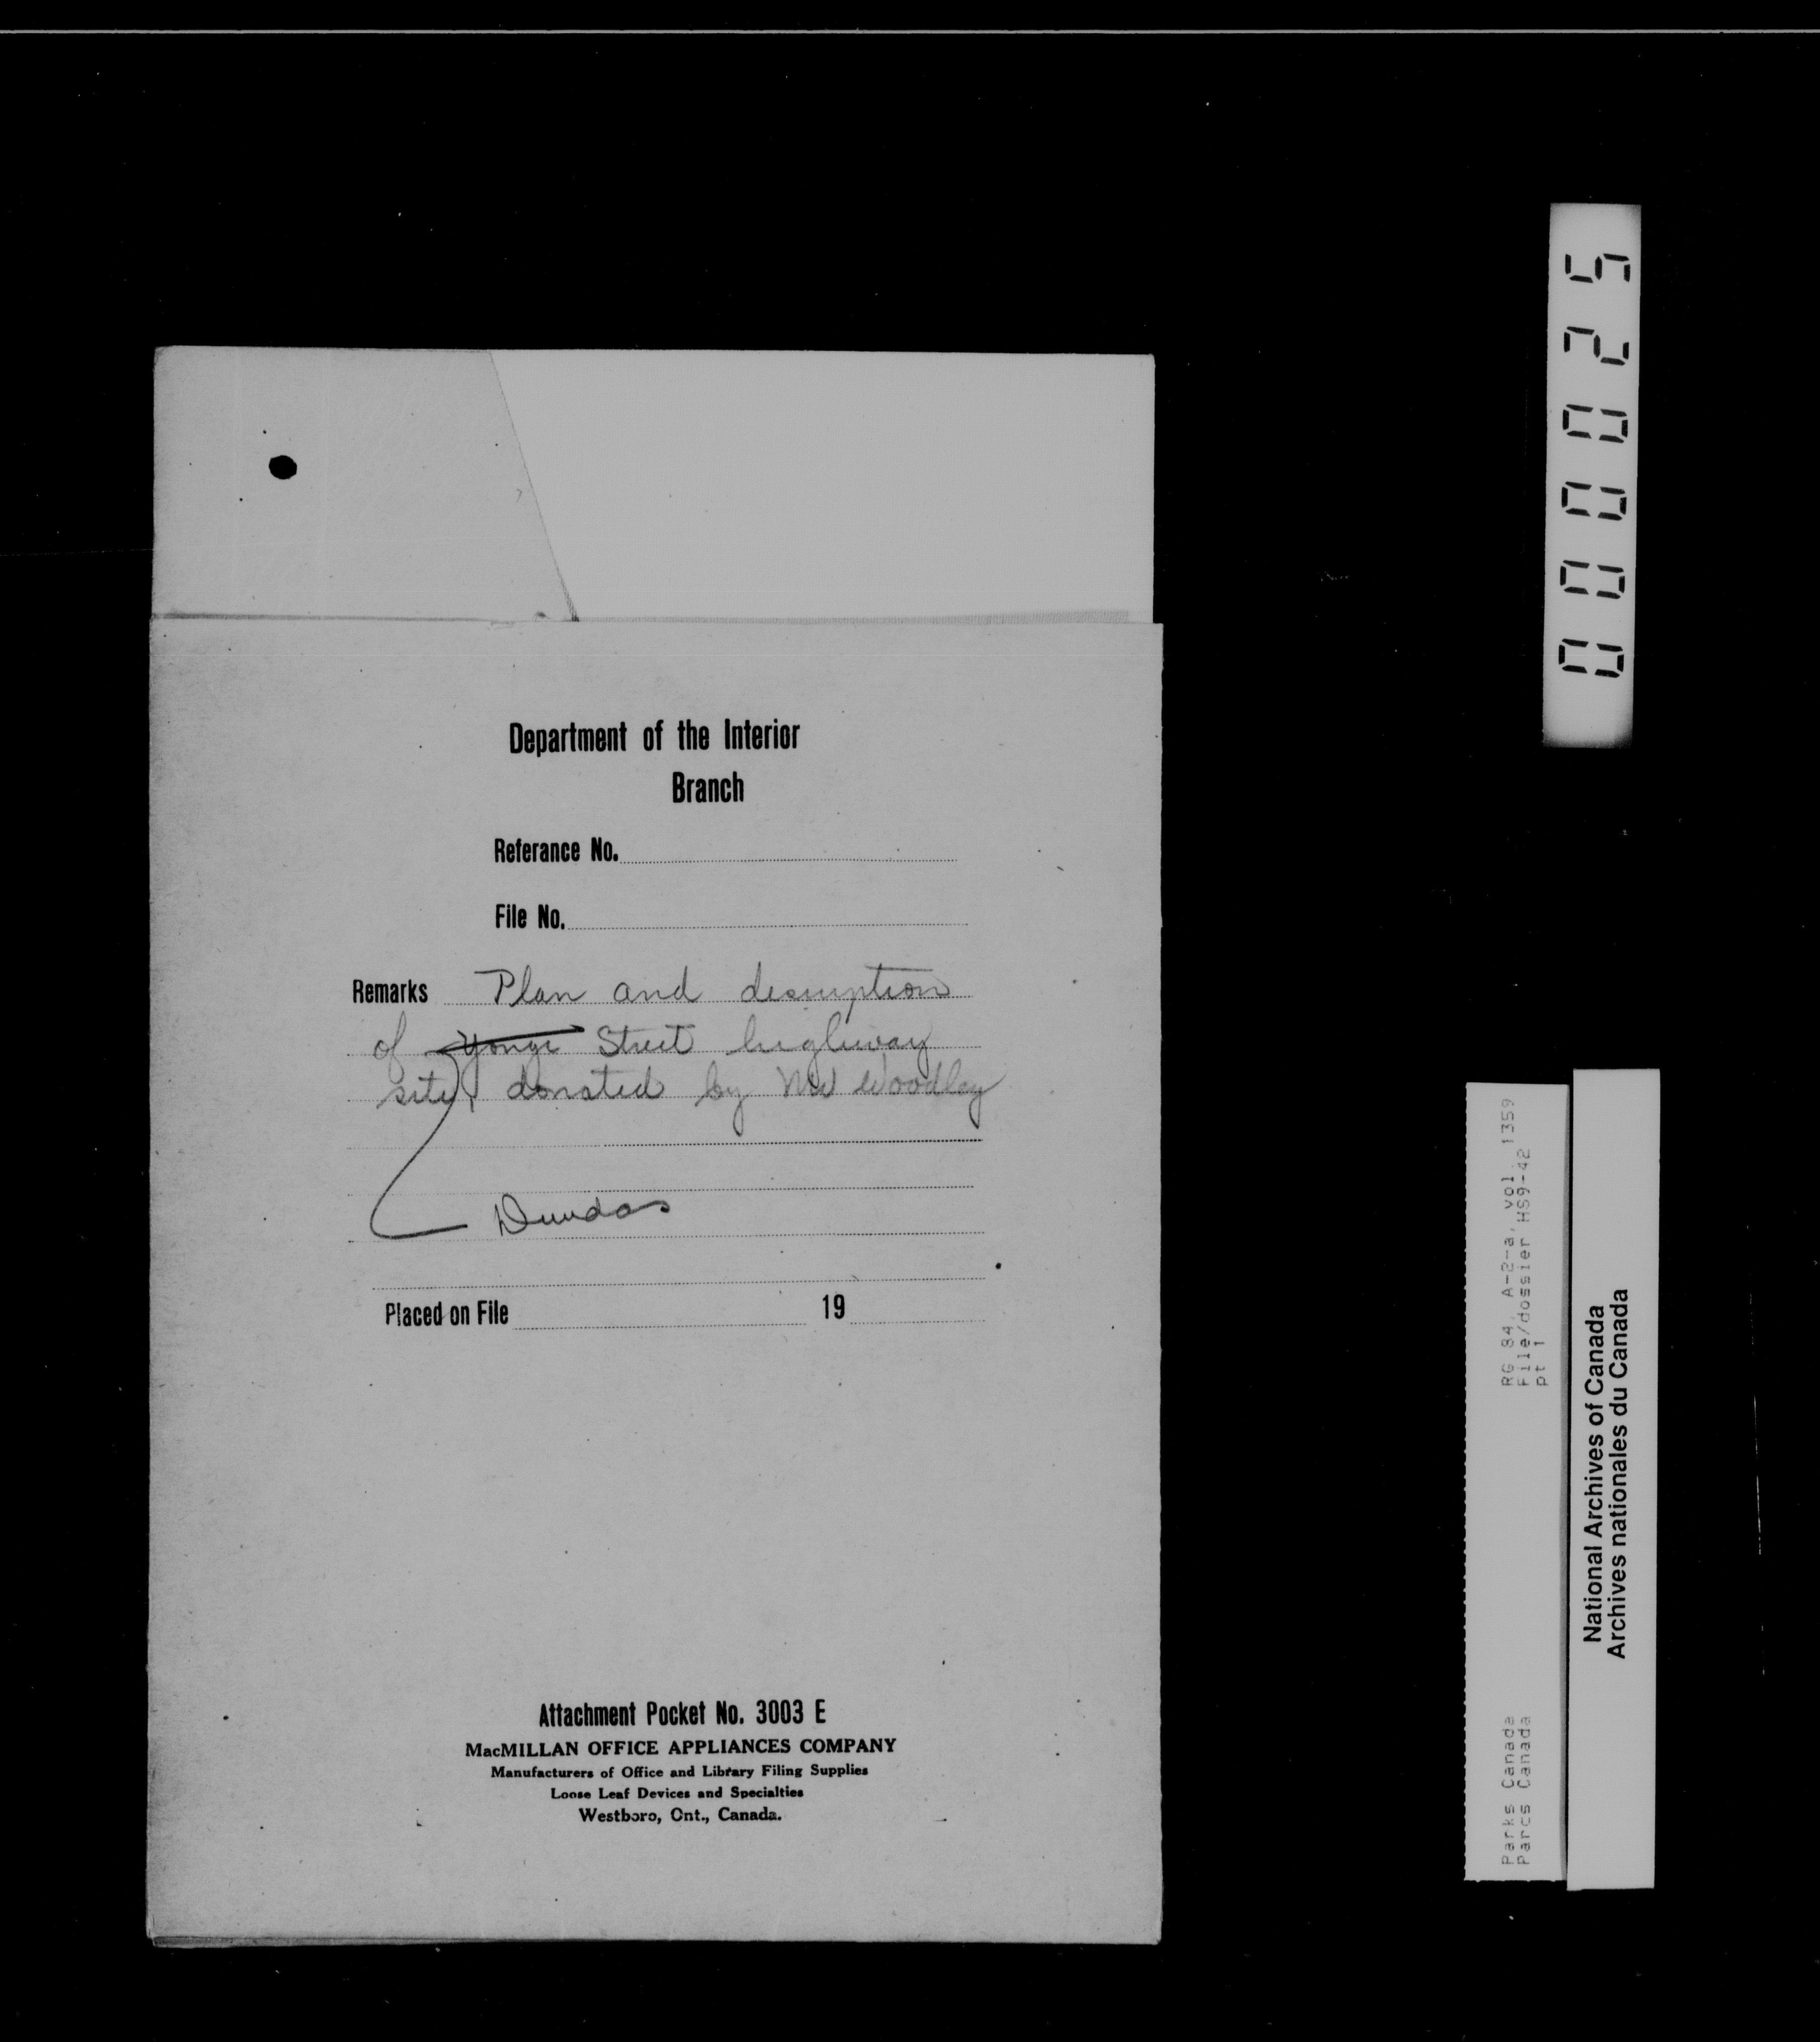 Department of the Interior
Branch
Referance No.
File No.
Remarks Plan and description
of Yonge Street highway
site, donated by Mr Woodley
Dundas
Placed on File 19
Attachment Pocket No. 3003 E
MacMILLAN OFFICE APPLIANCES COMPANY
Manufacturers of Office and Library Filing Supplies
Loose Leaf Devices and Specialties
Westboro, Ont., Canada.
000025
RG 84, A-2-a, vol. 1359
File/dossier HS9-42
pt 1
Parks Canada
Parcs Canada
National Archives of Canada
Archives nationales du Canada